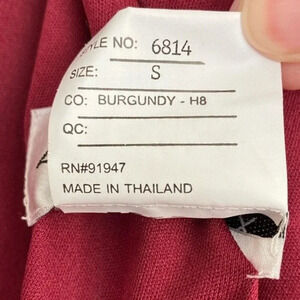 STYLE NO: 6814
SIZE: S
CO: BURGUNDY - H8
QC:
RN#91947
MADE IN THAILAND